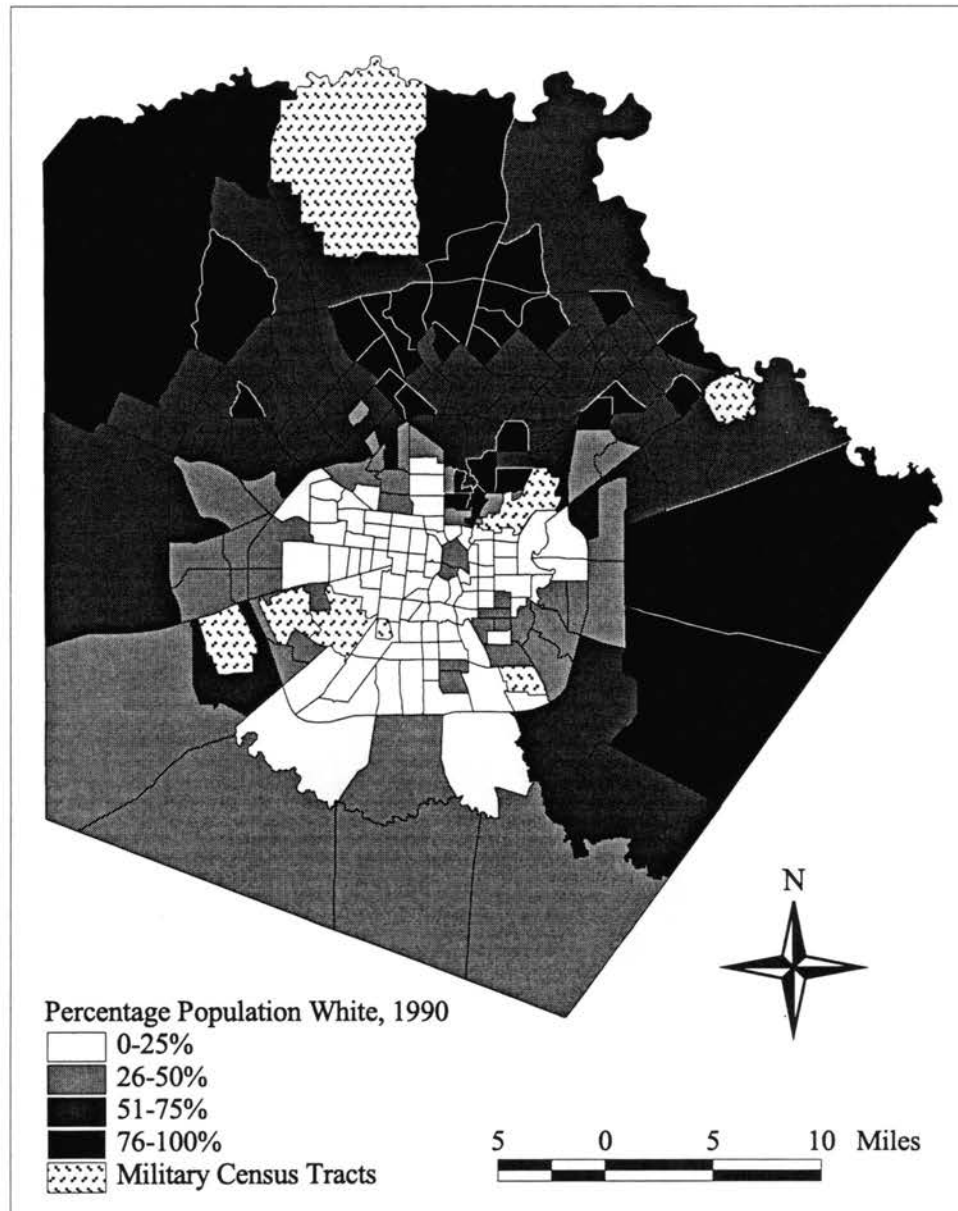 N
Percentage Population White, 1990
0-25%
26-50%
51-75%
76-100%
Military Census Tracts
5 0 5 10 Miles